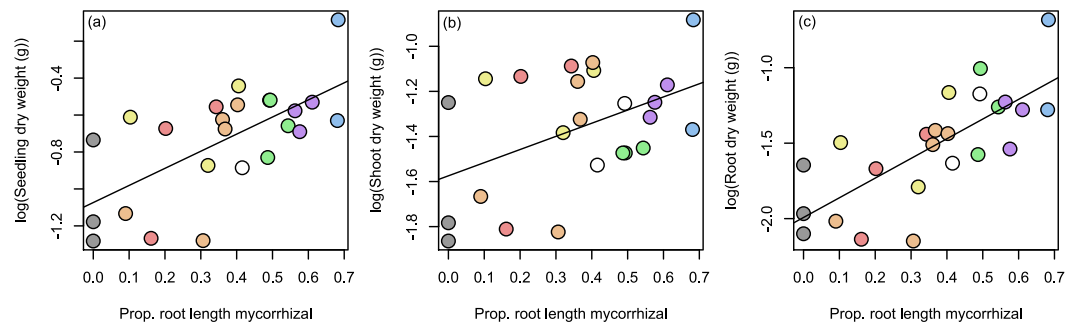 (a)
log(Seedling dry weight (g))
-0.4
-0.8
-1.2
0.0 0.1 0.2 0.3 0.4 0.5 0.6 0.7
Prop. root length mycorrhizal
(b)
log(Shoot dry weight (g))
-1.0
-1.2
-1.4
-1.6
-1.8
0.0 0.1 0.2 0.3 0.4 0.5 0.6 0.7
Prop. root length mycorrhizal
(c)
log(Root dry weight (g))
-1.0
-1.5
-2.0
0.0 0.1 0.2 0.3 0.4 0.5 0.6 0.7
Prop. root length mycorrhizal